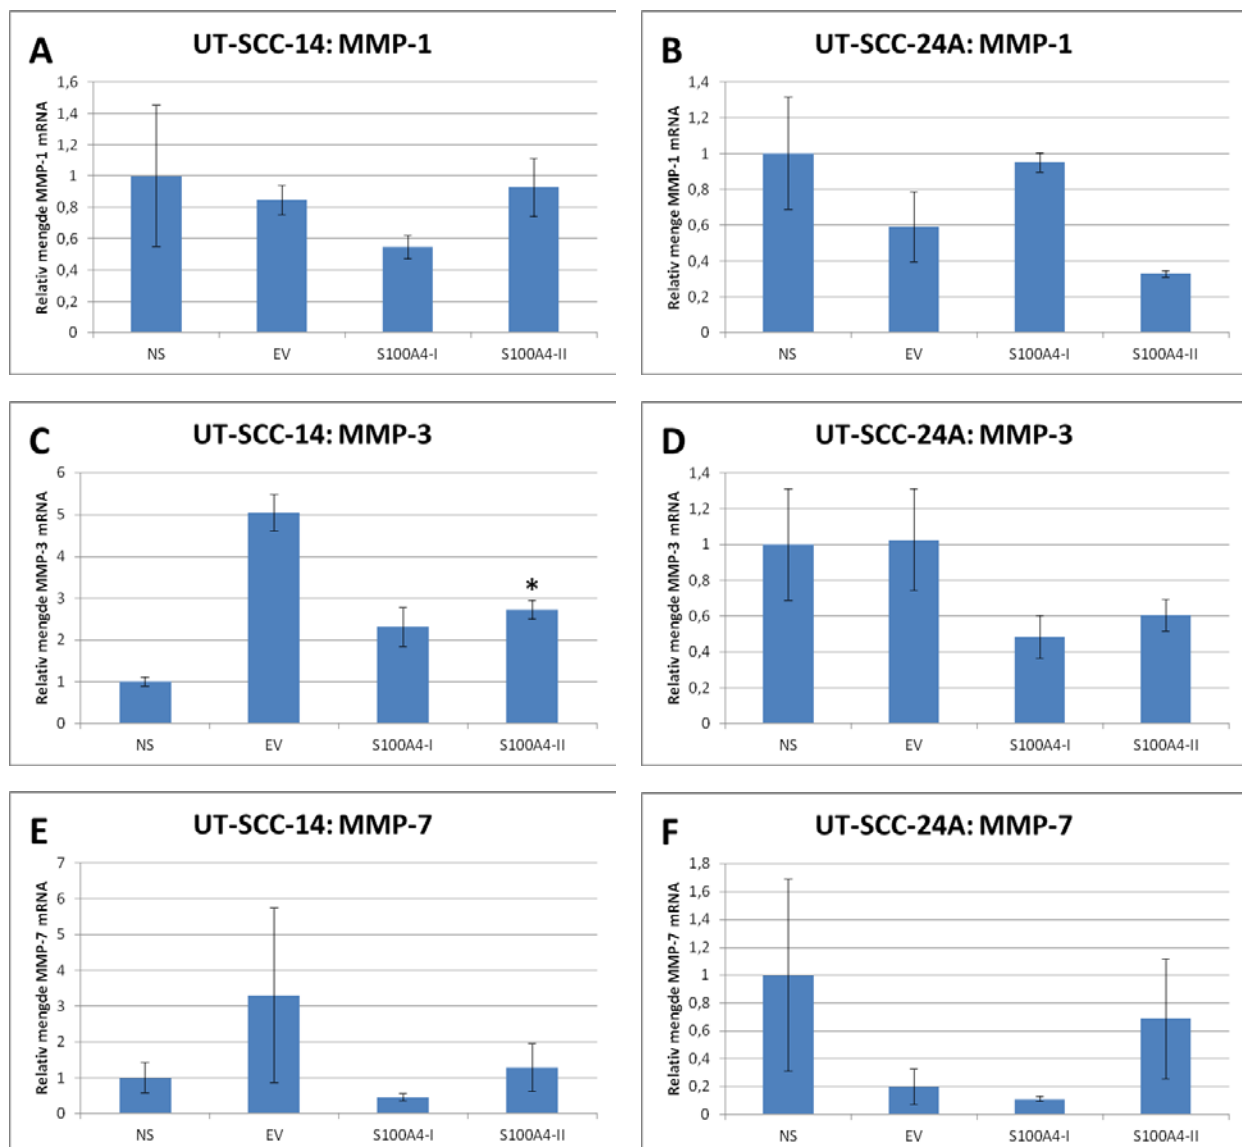 A
UT-SCC-14: MMP-1
Relativ mengde MMP-1 mRNA
1,6
1,4
1,2
1
0,8
0,6
0,4
0,2
0
NS EV S100A4-I S100A4-II
B
UT-SCC-24A: MMP-1
Relativ menge MMP-1 mRNA
1,4
1,2
1
0,8
0,6
0,4
0,2
0
NS EV S100A4-I S100A4-II
C
UT-SCC-14: MMP-3
Relativ mengde MMP-3 mRNA
6
5
4
3
2
1
0
*
NS EV S100A4-I S100A4-II
D
UT-SCC-24A: MMP-3
Relativ mengde MMP-3 mRNA
1,4
1,2
1
0,8
0,6
0,4
0,2
0
NS EV S100A4-I S100A4-II
E
UT-SCC-14: MMP-7
Relativ mengde MMP-7 mRNA
7
6
5
4
3
2
1
0
NS EV S100A4-I S100A4-II
F
UT-SCC-24A: MMP-7
Relativ mengde MMP-7 mRNA
1,8
1,6
1,4
1,2
1
0,8
0,6
0,4
0,2
0
NS EV S100A4-I S100A4-II